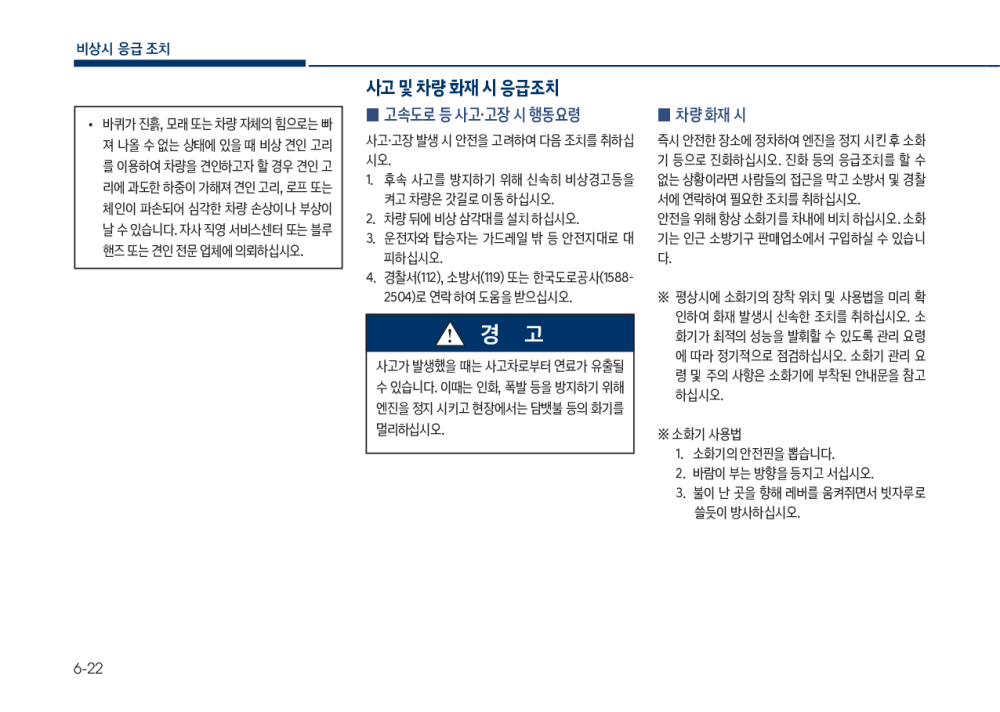 비상시 응급 조치
• 바퀴가 진흙, 모래 또는 차량 자체의 힘으로는 빠
져 나올 수 없는 상태에 있을 때 비상 견인 고리
를 이용하여 차량을 견인하고자 할 경우 견인 고
리에 과도한 하중이 가해져 견인 고리, 로프 또는
체인이 파손되어 심각한 차량 손상이나 부상이
날 수 있습니다. 자사 직영 서비스센터 또는 블루
핸즈 또는 견인 전문 업체에 의뢰하십시오.
사고 및 차량 화재 시 응급조치
■ 고속도로 등 사고·고장 시 행동요령
사고·고장 발생 시 안전을 고려하여 다음 조치를 취하십
시오.
1. 후속 사고를 방지하기 위해 신속히 비상경고등을
켜고 차량은 갓길로 이동 하십시오.
2. 차량 뒤에 비상 삼각대를 설치 하십시오.
3. 운전자와 탑승자는 가드레일 밖 등 안전지대로 대
피하십시오.
4. 경찰서(112), 소방서(119) 또는 한국도로공사(1588-
2504)로 연락 하여 도움을 받으십시오.
경 고
사고가 발생했을 때는 사고차로부터 연료가 유출될
수 있습니다. 이때는 인화, 폭발 등을 방지하기 위해
엔진을 정지 시키고 현장에서는 담뱃불 등의 화기를
멀리하십시오.
■ 차량 화재 시
즉시 안전한 장소에 정차하여 엔진을 정지 시킨 후 소화
기 등으로 진화하십시오. 진화 등의 응급조치를 할 수
없는 상황이라면 사람들의 접근을 막고 소방서 및 경찰
서에 연락하여 필요한 조치를 취하십시오.
안전을 위해 항상 소화기를 차내에 비치 하십시오. 소화
기는 인근 소방기구 판매업소에서 구입하실 수 있습니
다.
※ 평상시에 소화기의 장착 위치 및 사용법을 미리 확
인하여 화재 발생시 신속한 조치를 취하십시오. 소
화기가 최적의 성능을 발휘할 수 있도록 관리 요령
에 따라 정기적으로 점검하십시오. 소화기 관리 요
령 및 주의 사항은 소화기에 부착된 안내문을 참고
하십시오.
※ 소화기 사용법
1. 소화기의 안전핀을 뽑습니다.
2. 바람이 부는 방향을 등지고 서십시오.
3. 불이 난 곳을 향해 레버를 움켜쥐면서 빗자루로
쓸듯이 방사하십시오.
6-22